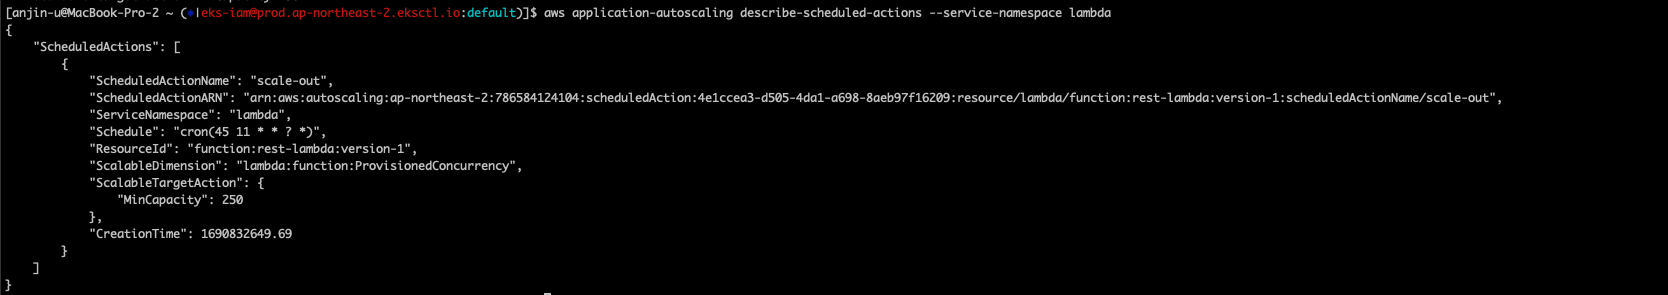 [anjin-u@MacBook-Pro-2 ~ (*|eks-iam@prod.ap-northeast-2.eksctl.io:default)]$ aws application-autoscaling describe-scheduled-actions --service-namespace lambda
{
    "ScheduledActions": [
        {
            "ScheduledActionName": "scale-out",
            "ScheduledActionARN": "arn:aws:autoscaling:ap-northeast-2:786584124104:scheduledAction:4e1ccea3-d505-4da1-a698-8aeb97f16209:resource/lambda/function:rest-lambda:version-1:scheduledActionName/scale-out",
            "ServiceNamespace": "lambda",
            "Schedule": "cron(45 11 * * ? *)",
            "ResourceId": "function:rest-lambda:version-1",
            "ScalableDimension": "lambda:function:ProvisionedConcurrency",
            "ScalableTargetAction": {
                "MinCapacity": 250
            },
            "CreationTime": 1690832649.69
        }
    ]
}